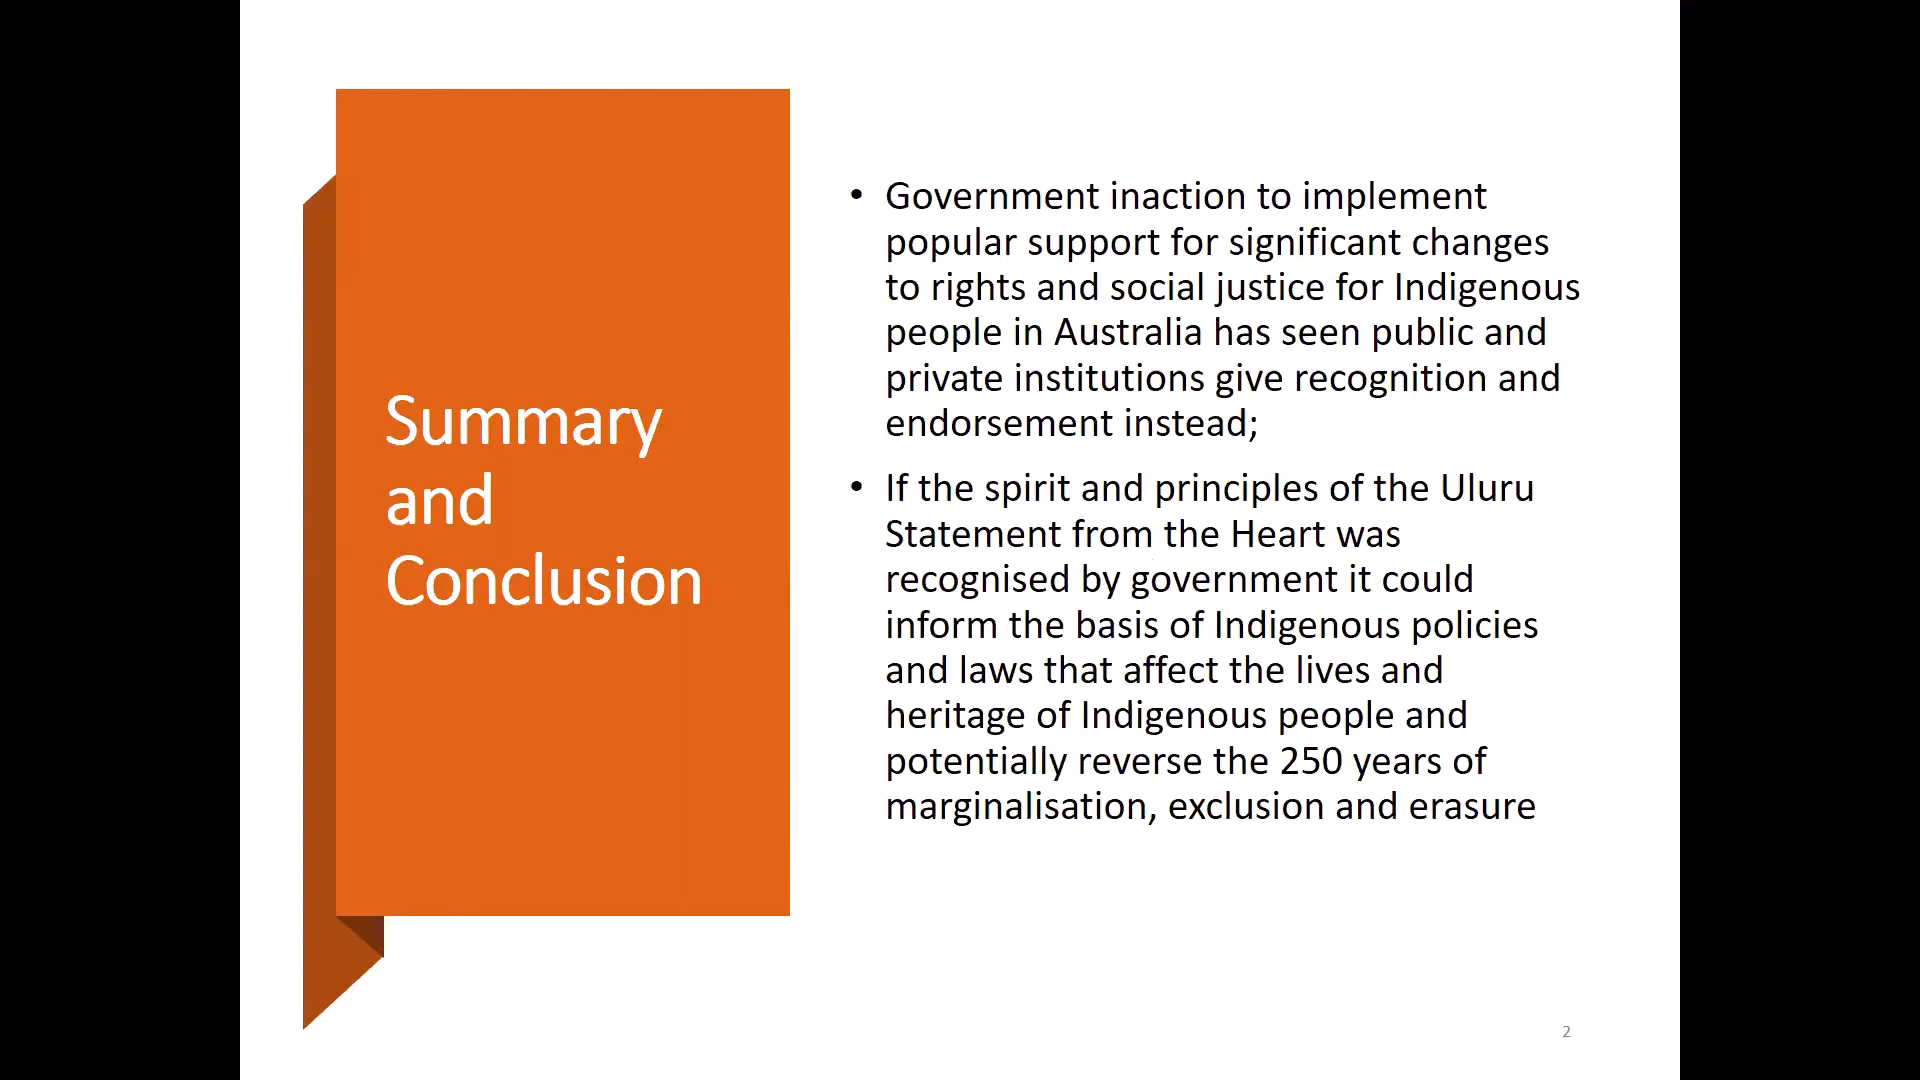 Summary
and
Conclusion
• Government inaction to implement
popular support for significant changes
to rights and social justice for Indigenous
people in Australia has seen public and
private institutions give recognition and
endorsement instead;
• If the spirit and principles of the Uluru
Statement from the Heart was
recognised by government it could
inform the basis of Indigenous policies
and laws that affect the lives and
heritage of Indigenous people and
potentially reverse the 250 years of
marginalisation, exclusion and erasure
2